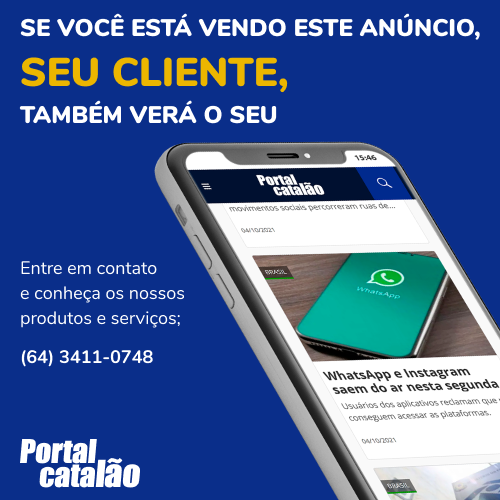 SE VOCÊ ESTÁ VENDO ESTE ANÚNCIO,
SEU CLIENTE,
TAMBÉM VERÁ O SEU
15:46
Portal
catalão
movimentos sociais percorreram ruas de...
04/10/2021
BRASIL
WhatsApp
WhatsApp e Instagram
saem do ar nesta segunda
Usuários dos aplicativos reclamam que
conseguem acessar as plataformas.
04/10/2021
BRASIL
Entre em contato
e conheça os nossos
produtos e serviços;
(64) 3411-0748
Portal
catalão